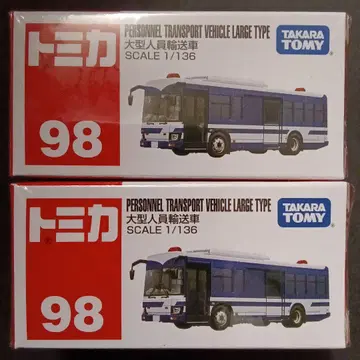 トミカ
98
PERSONNEL TRANSPORT VEHICLE LARGE TYPE
大型人員輸送車
SCALE 1/136
TAKARA
TOMY
トミカ
98
PERSONNEL TRANSPORT VEHICLE LARGE TYPE
大型人員輸送車
SCALE 1/136
TAKARA
TOMY